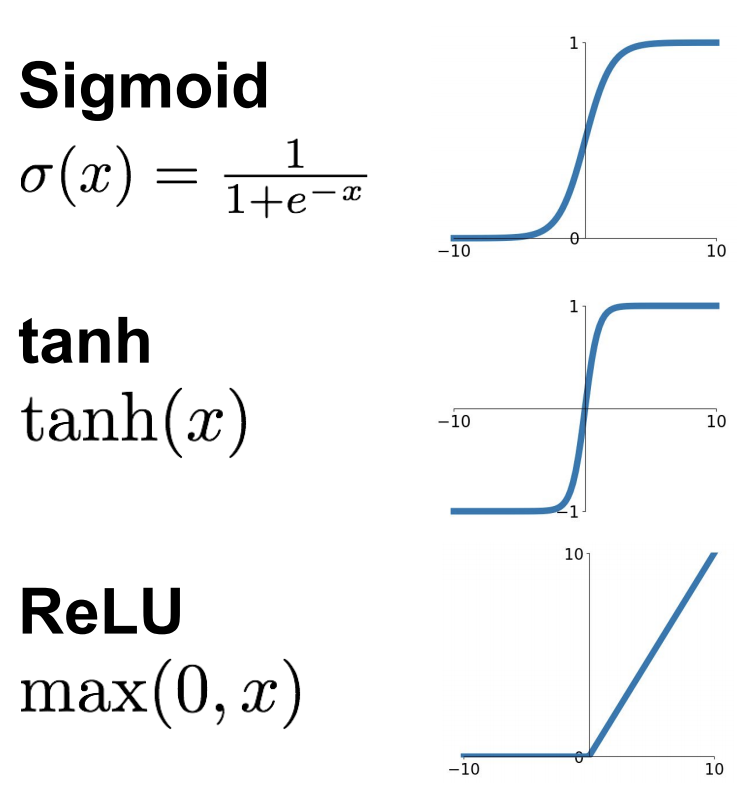 Sigmoid
σ(x) = 1/(1+e^−x)
1
0
−10 10
tanh
tanh(x)
1
−10 10
−1
ReLU
max(0, x)
10
0
−10 10